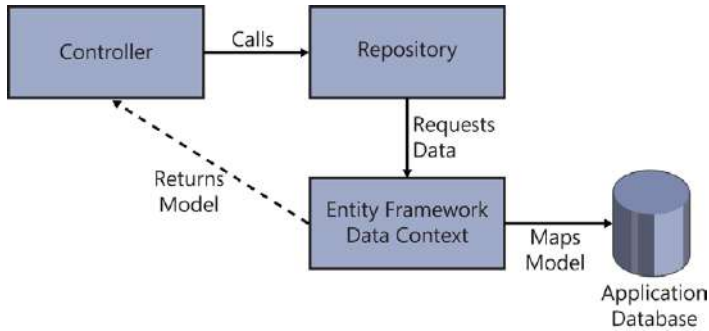 Controller
Calls
Repository
Requests
Data
Returns
Model
Entity Framework
Data Context
Maps
Model
Application
Database